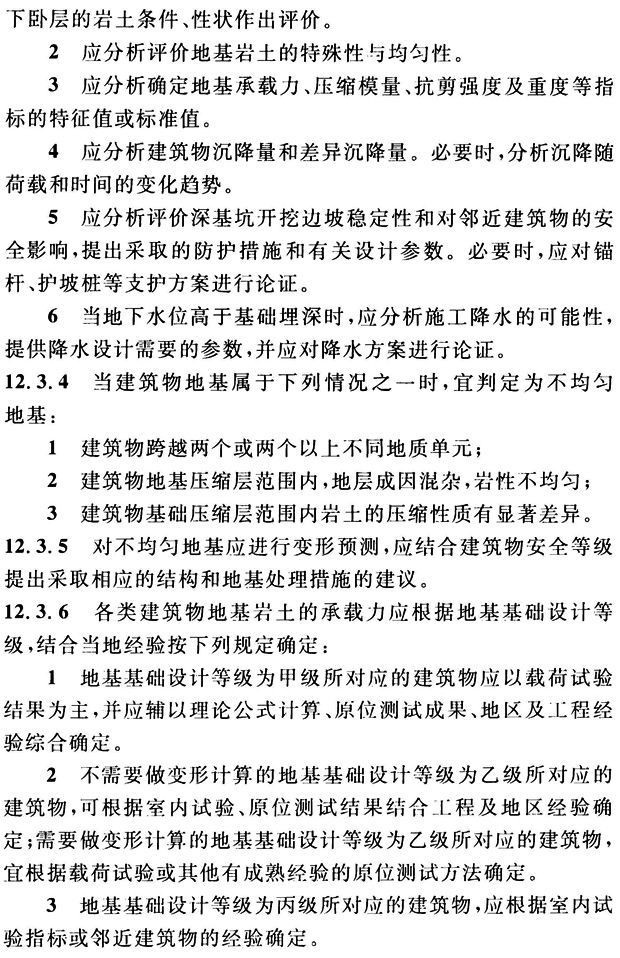 下卧层的岩土条件、性状作出评价。
2 应分析评价地基岩土的特殊性与均匀性。
3 应分析确定地基承载力、压缩模量、抗剪强度及重度等指
标的特征值或标准值。
4 应分析建筑物沉降量和差异沉降量。必要时,分析沉降随
荷载和时间的变化趋势。
5 应分析评价深基坑开挖边坡稳定性和对邻近建筑物的安
全影响,提出采取的防护措施和有关设计参数。必要时,应对锚
杆、护坡桩等支护方案进行论证。
6 当地下水位高于基础埋深时,应分析施工降水的可能性,
提供降水设计需要的参数,并应对降水方案进行论证。
12.3.4 当建筑物地基属于下列情况之一时,宜判定为不均匀
地基:
1 建筑物跨越两个或两个以上不同地质单元;
2 建筑物地基压缩层范围内,地层成因混杂,岩性不均匀;
3 建筑物基础压缩层范围内岩土的压缩性质有显著差异。
12.3.5 对不均匀地基应进行变形预测,应结合建筑物安全等级
提出采取相应的结构和地基处理措施的建议。
12.3.6 各类建筑物地基岩土的承载力应根据地基基础设计等
级,结合当地经验按下列规定确定:
1 地基基础设计等级为甲级所对应的建筑物应以载荷试验
结果为主,并应辅以理论公式计算、原位测试成果、地区及工程经
验综合确定。
2 不需要做变形计算的地基基础设计等级为乙级所对应的
建筑物,可根据室内试验、原位测试结果结合工程及地区经验确
定;需要做变形计算的地基基础设计等级为乙级所对应的建筑物,
宜根据载荷试验或其他有成熟经验的原位测试方法确定。
3 地基基础设计等级为丙级所对应的建筑物,应根据室内试
验指标或邻近建筑物的经验确定。